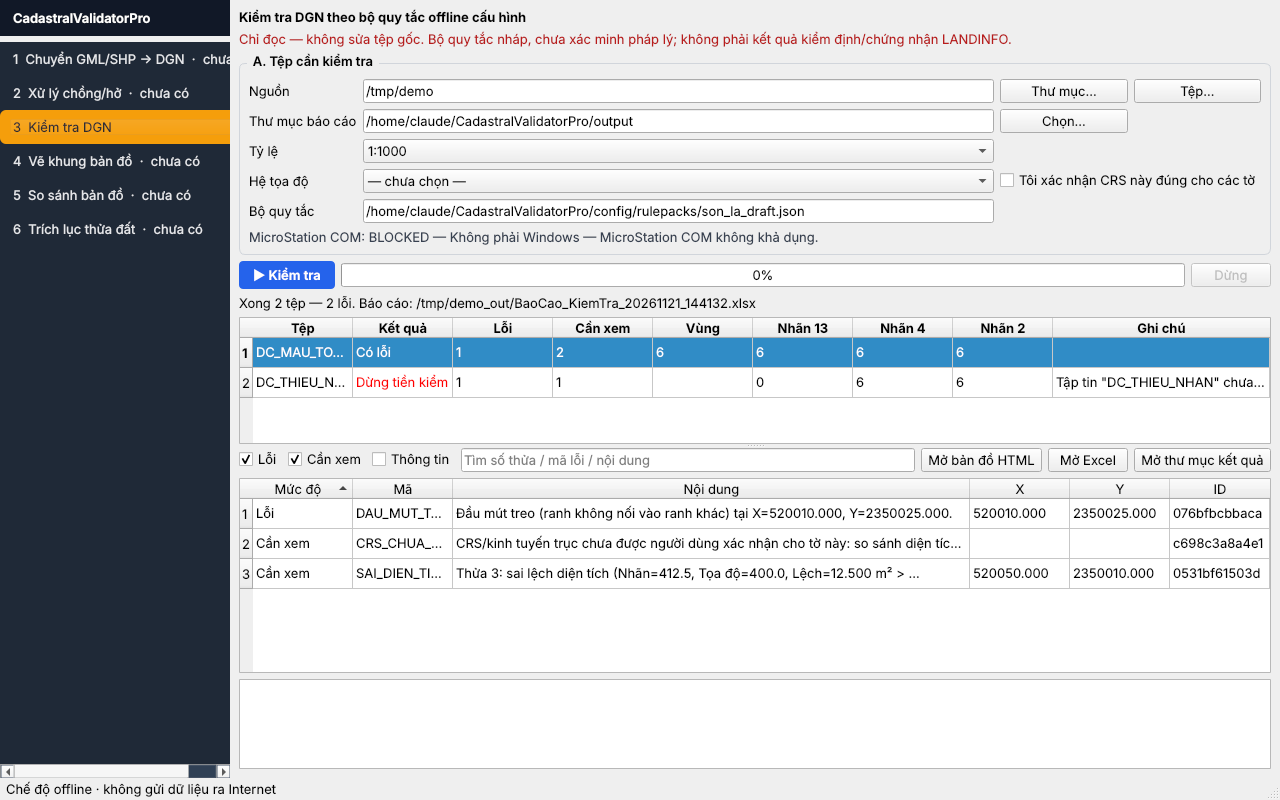 CadastralValidatorPro
1 Chuyển GML/SHP → DGN · chưa
2 Xử lý chồng/hở · chưa có
3 Kiểm tra DGN
4 Vẽ khung bản đồ · chưa có
5 So sánh bản đồ · chưa có
6 Trích lục thửa đất · chưa có
Kiểm tra DGN theo bộ quy tắc offline cấu hình
Chỉ đọc — không sửa tệp gốc. Bộ quy tắc nháp, chưa xác minh pháp lý; không phải kết quả kiểm định/chứng nhận LANDINFO.
A. Tệp cần kiểm tra
Nguồn /tmp/demo Thư mục... Tệp...
Thư mục báo cáo /home/claude/CadastralValidatorPro/output Chọn...
Tỷ lệ 1:1000
Hệ tọa độ — chưa chọn — Tôi xác nhận CRS này đúng cho các tờ
Bộ quy tắc /home/claude/CadastralValidatorPro/config/rulepacks/son_la_draft.json
MicroStation COM: BLOCKED — Không phải Windows — MicroStation COM không khả dụng.
▶ Kiểm tra 0% Dừng
Xong 2 tệp — 2 lỗi. Báo cáo: /tmp/demo_out/BaoCao_KiemTra_20261121_144132.xlsx
Tệp Kết quả Lỗi Cần xem Vùng Nhãn 13 Nhãn 4 Nhãn 2 Ghi chú
1 DC_MAU_TO... Có lỗi 1 2 6 6 6 6
2 DC_THIEU_N... Dừng tiền kiểm 1 1 0 6 6 Tập tin "DC_THIEU_NHAN" chưa...
Lỗi Cần xem Thông tin Tìm số thửa / mã lỗi / nội dung Mở bản đồ HTML Mở Excel Mở thư mục kết quả
Mức độ Mã Nội dung X Y ID
1 Lỗi DAU_MUT_T... Đầu mút treo (ranh không nối vào ranh khác) tại X=520010.000, Y=2350025.000. 520010.000 2350025.000 076bfbcbbaca
2 Cần xem CRS_CHUA_... CRS/kinh tuyến trục chưa được người dùng xác nhận cho tờ này: so sánh diện tíc... c698c3a8a4e1
3 Cần xem SAI_DIEN_TI... Thửa 3: sai lệch diện tích (Nhãn=412.5, Tọa độ=400.0, Lệch=12.500 m² > ... 520050.000 2350010.000 0531bf61503d
Chế độ offline · không gửi dữ liệu ra Internet